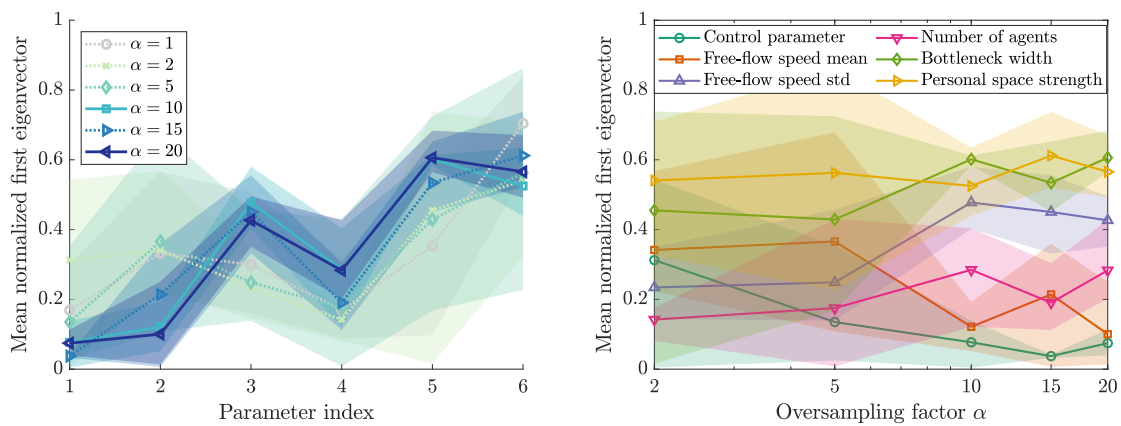 Mean normalized first eigenvector
1
0.8
0.6
0.4
0.2
0
α = 1
α = 2
α = 5
α = 10
α = 15
α = 20
1 2 3 4 5 6
Parameter index
Mean normalized first eigenvector
1
0.8
0.6
0.4
0.2
0
Control parameter
Free-flow speed mean
Free-flow speed std
Number of agents
Bottleneck width
Personal space strength
2 5 10 15 20
Oversampling factor α